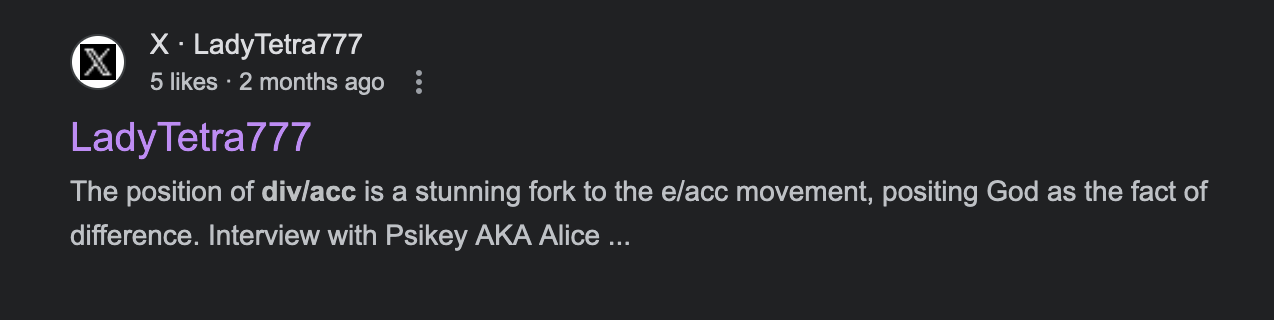 X · LadyTetra777
5 likes · 2 months ago
LadyTetra777
The position of div/acc is a stunning fork to the e/acc movement, positing God as the fact of
difference. Interview with Psikey AKA Alice ...